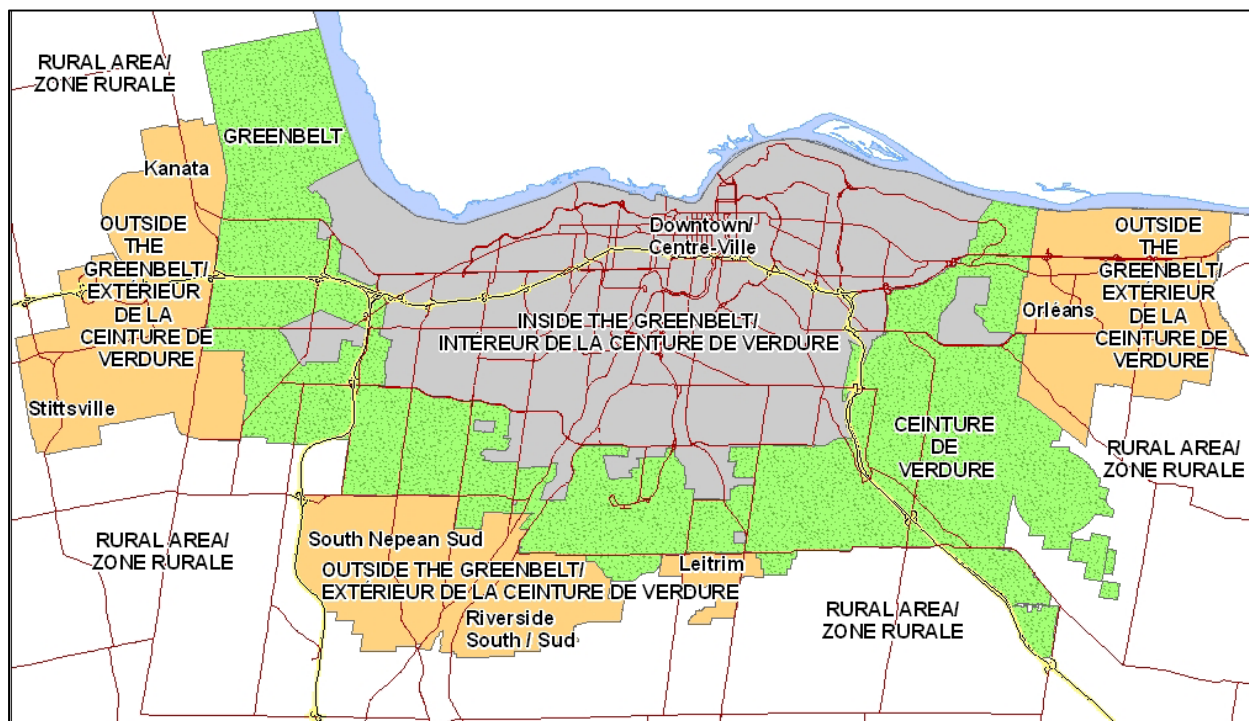 RURAL AREA/
ZONE RURALE
GREENBELT
Kanata
OUTSIDE
THE
GREENBELT/
EXTÉRIEUR
DE LA
CEINTURE DE
VERDURE
Stittsville
Downtown/
Centre-Ville
INSIDE THE GREENBELT/
INTÉREUR DE LA CENTURE DE VERDURE
OUTSIDE
THE
GREENBELT/
EXTÉRIEUR
DE LA
CEINTURE DE
VERDURE
Orléans
CEINTURE
DE
VERDURE
RURAL AREA/
ZONE RURALE
RURAL AREA/
ZONE RURALE
South Nepean Sud
OUTSIDE THE GREENBELT/
EXTÉRIEUR DE LA CEINTURE DE VERDURE
Leitrim
Riverside
South / Sud
RURAL AREA/
ZONE RURALE